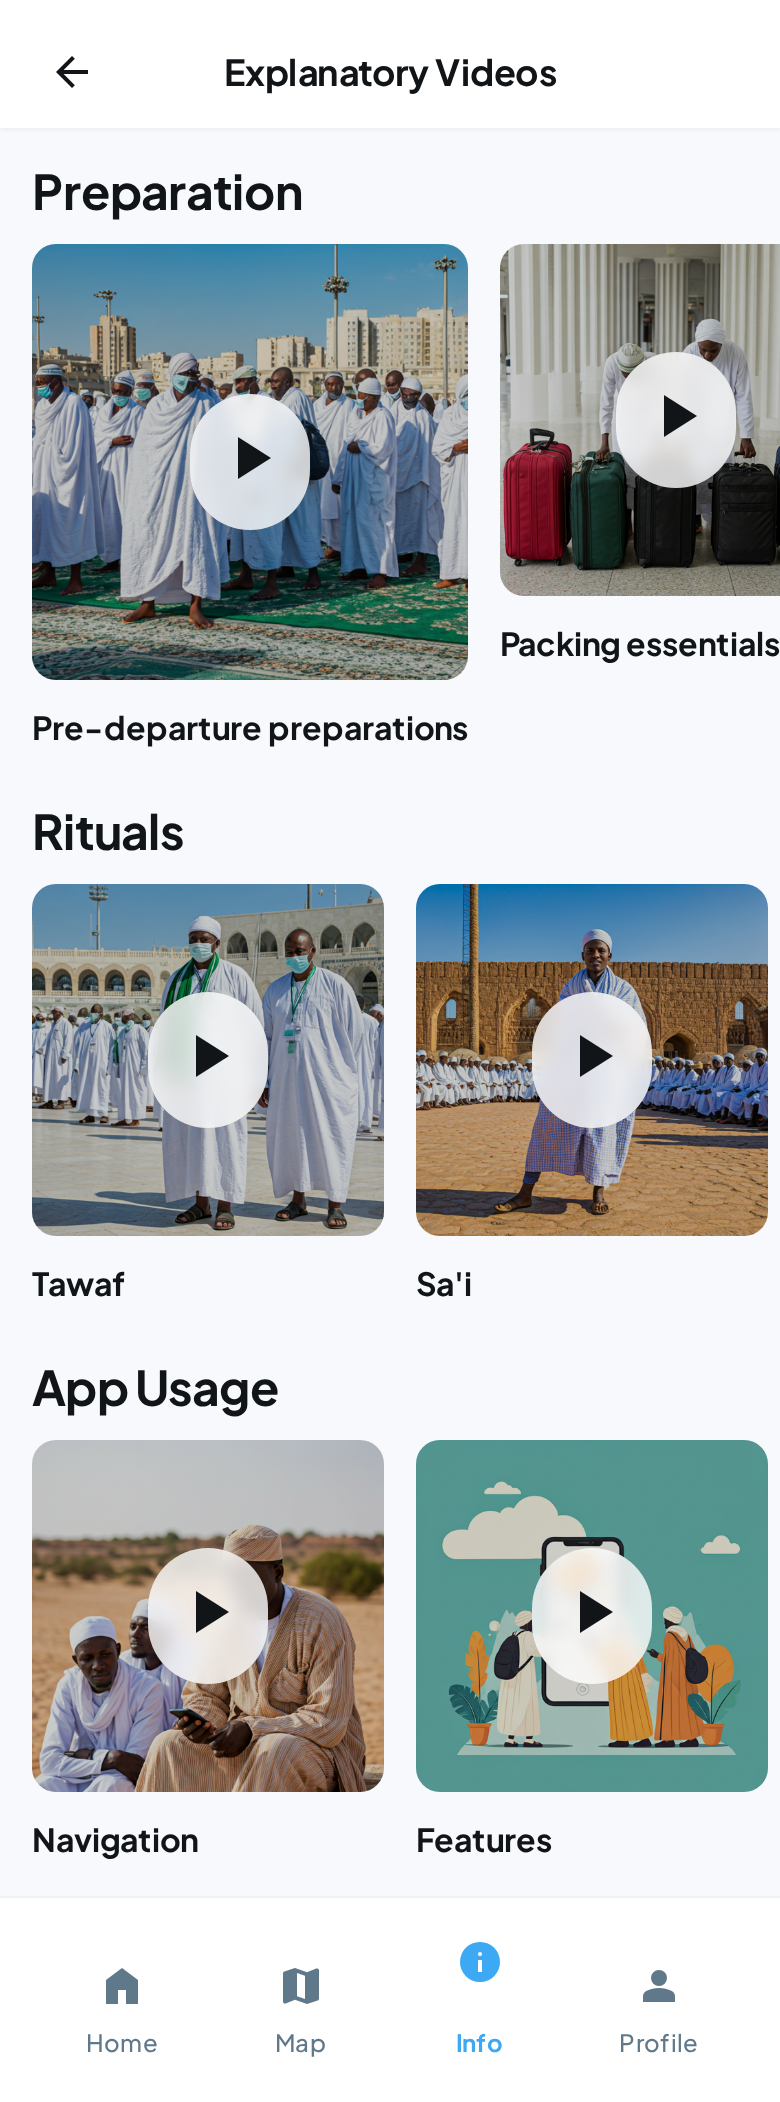 Explanatory Videos
Preparation
Pre-departure preparations
Packing essentials
Rituals
Tawaf
Sa'i
App Usage
Navigation
Features
Home
Map
Info
Profile